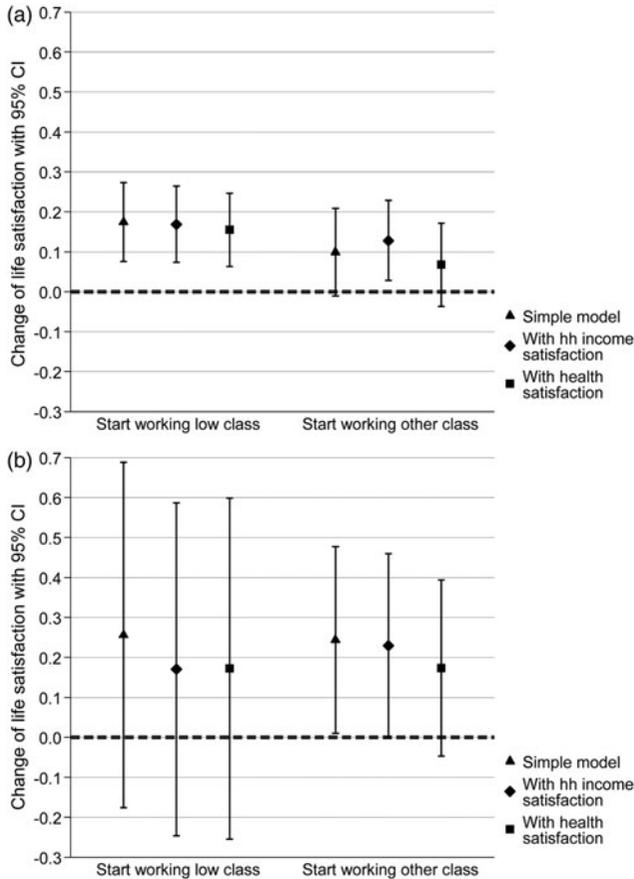 (a)
Change of life satisfaction with 95% CI
0.7
0.6
0.5
0.4
0.3
0.2
0.1
0.0
-0.1
-0.2
-0.3
Start working low class
Start working other class
Simple model
With hh income
satisfaction
With health
satisfaction
(b)
Change of life satisfaction with 95% CI
0.7
0.6
0.5
0.4
0.3
0.2
0.1
0.0
-0.1
-0.2
-0.3
Start working low class
Start working other class
Simple model
With hh income
satisfaction
With health
satisfaction